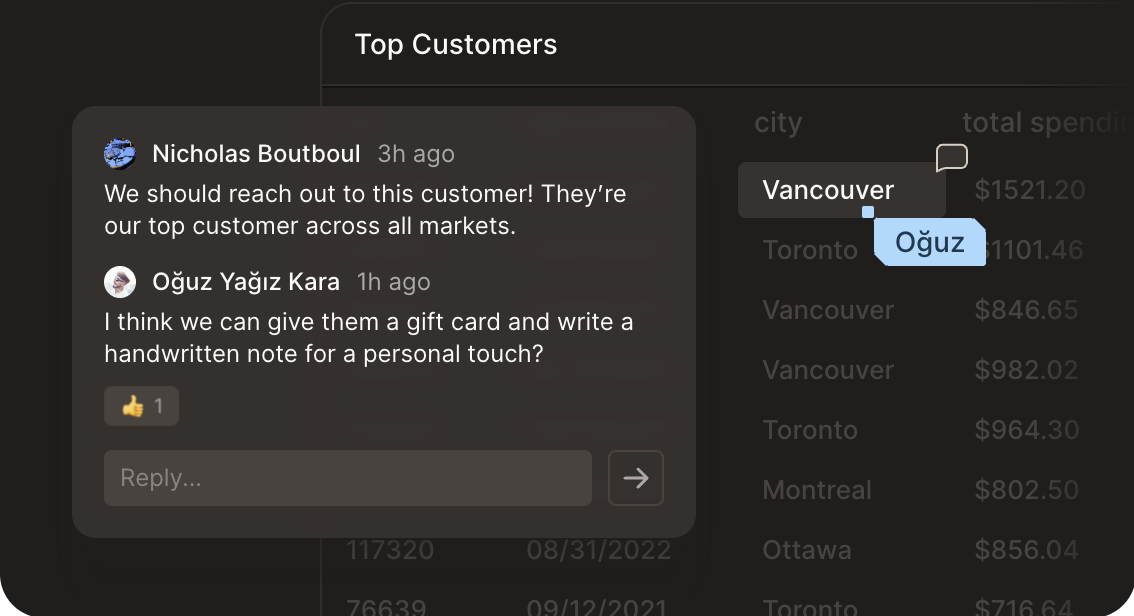 Top Customers
Nicholas Boutboul 3h ago
We should reach out to this customer! They’re
our top customer across all markets.
Oğuz Yağız Kara 1h ago
I think we can give them a gift card and write a
handwritten note for a personal touch?
👍 1
Reply...
city total spendin
Vancouver $1521.20
Oğuz
Toronto $1101.46
Vancouver $846.65
Vancouver $982.02
Toronto $964.30
Montreal $802.50
117320 08/31/2022 Ottawa $856.04
76639 09/12/2021 Toronto $716.64